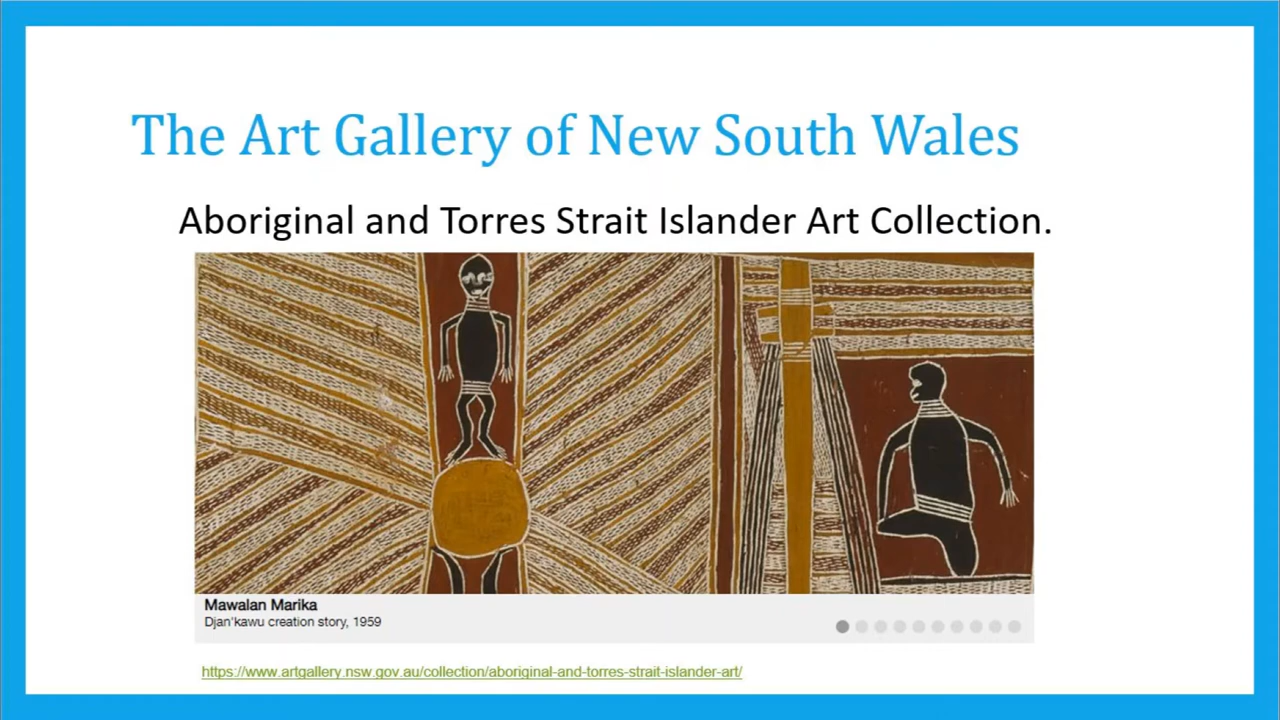 The Art Gallery of New South Wales
Aboriginal and Torres Strait Islander Art Collection.
Mawalan Marika
Djan'kawu creation story, 1959
https://www.artgallery.nsw.gov.au/collection/aboriginal-and-torres-strait-islander-art/